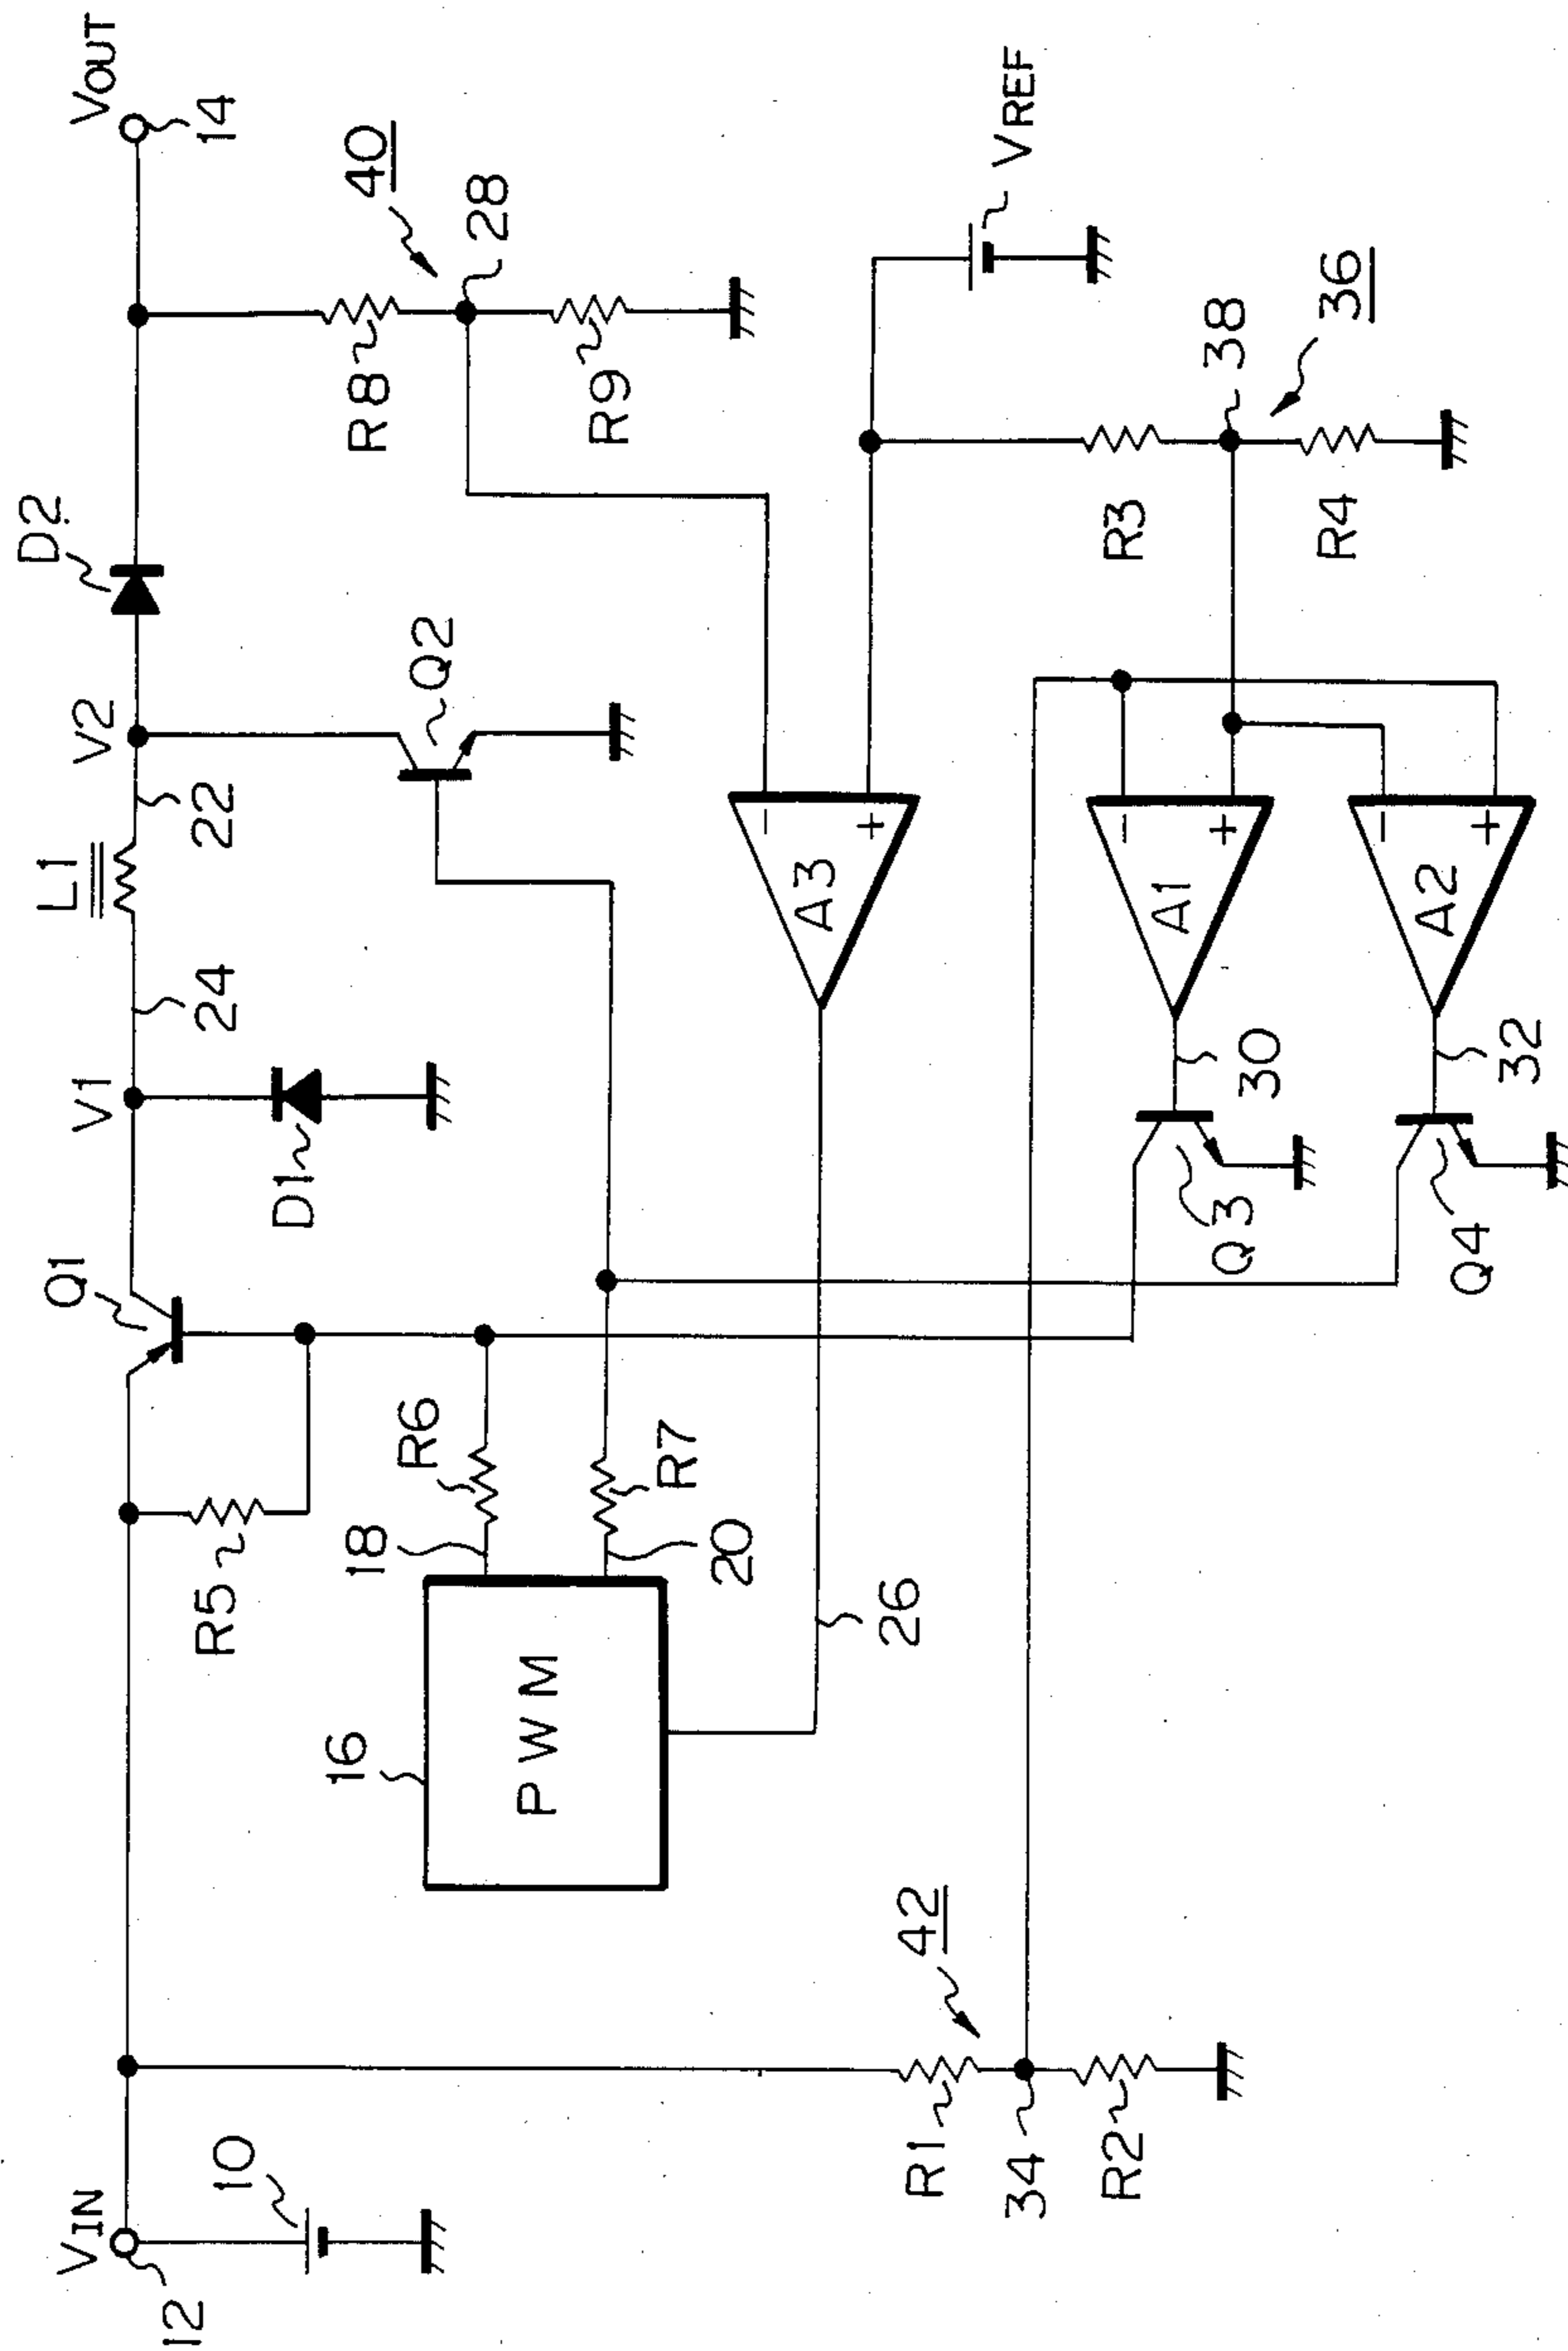 VIN
12
10
R1
34
R2
42
16
PWM
R5
18
R6
20
R7
26
Q1
V1
D1
24
L1
22
V2
Q2
D2
VOUT
14
40
R8
28
R9
A3
VREF
R3
38
36
R4
A1
A2
30
32
Q3
Q4
-
+
-
+
-
+